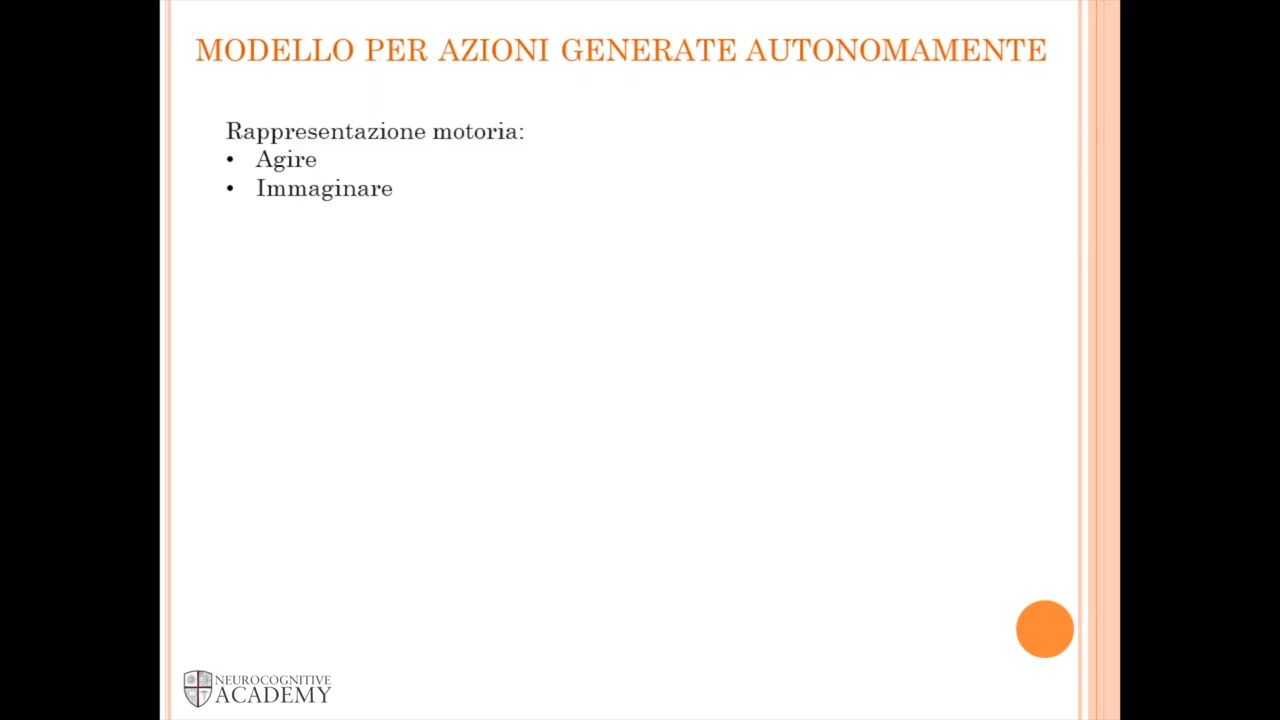 MODELLO PER AZIONI GENERATE AUTONOMAMENTE
Rappresentazione motoria:
• Agire
• Immaginare
NEUROCOGNITIVE
ACADEMY